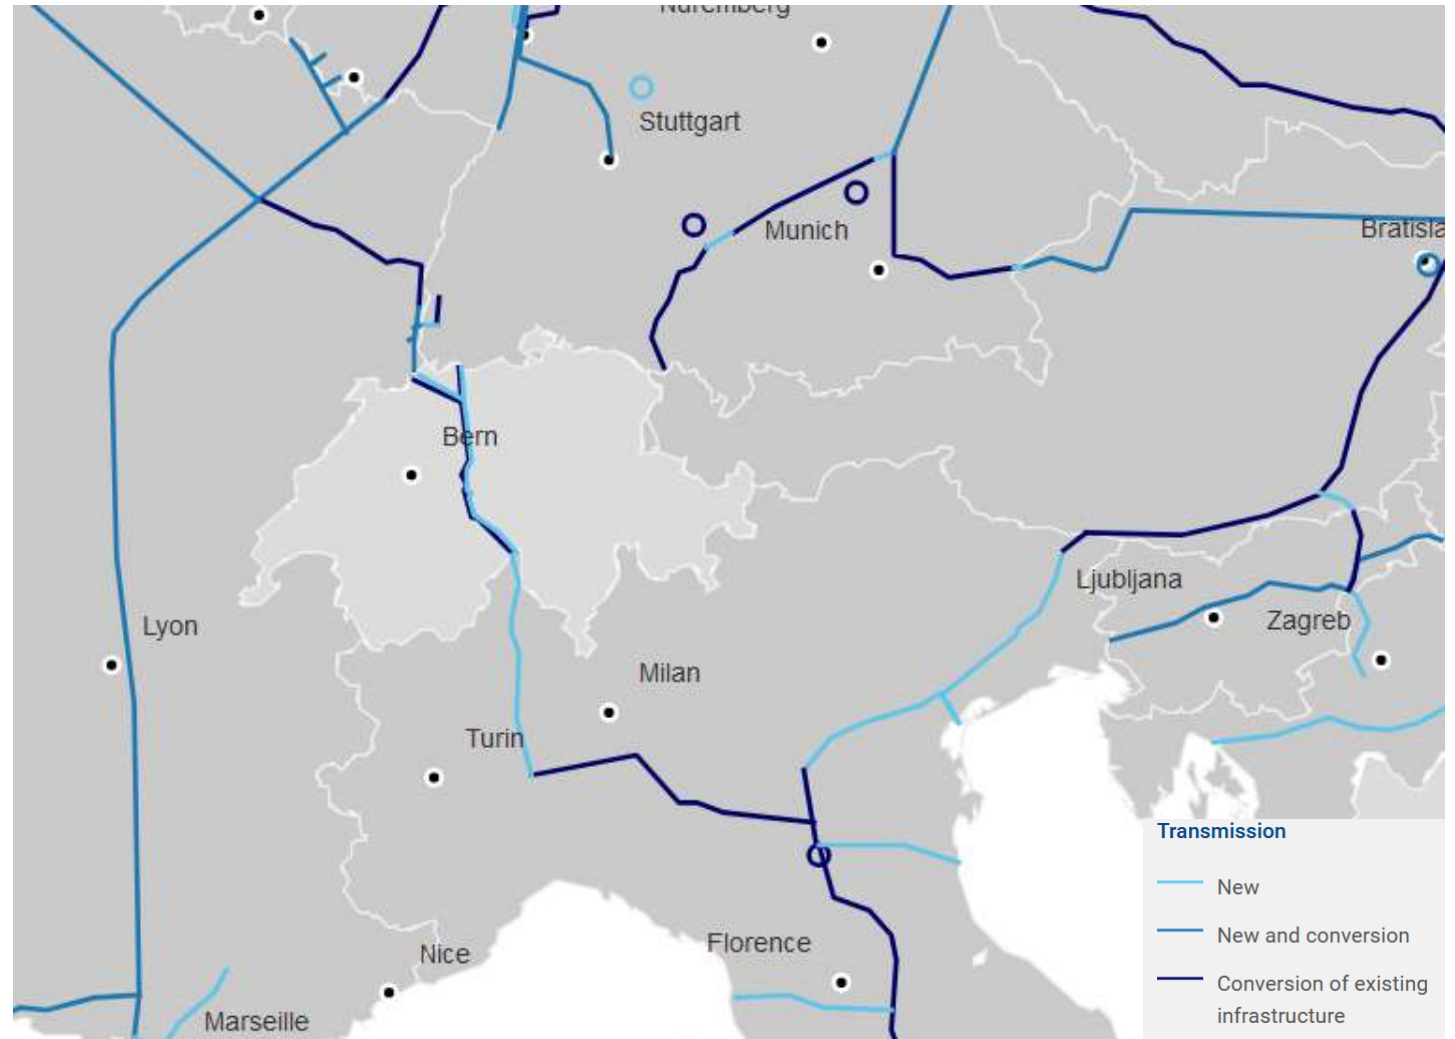 Nuremberg
Stuttgart
Munich
Bratisla
Bern
Ljubljana
Zagreb
Lyon
Milan
Turin
Florence
Nice
Marseille
Transmission
New
New and conversion
Conversion of existing
infrastructure